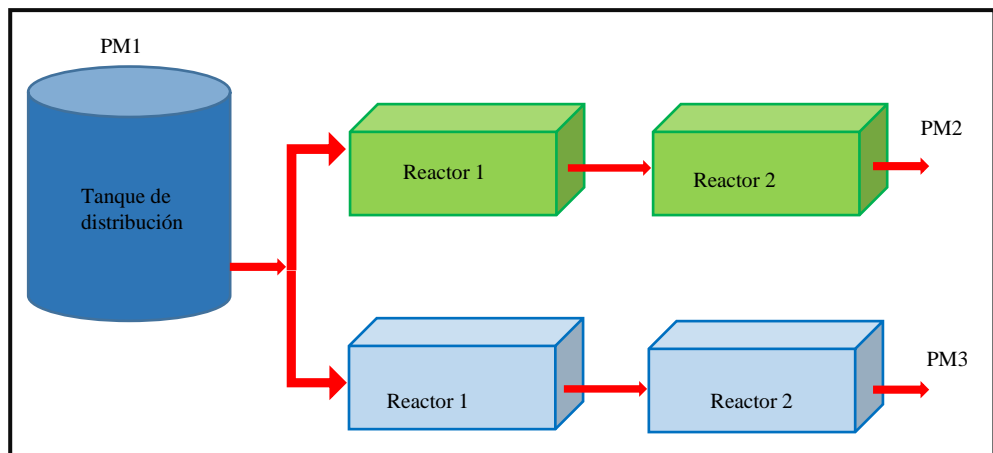 PM1
Tanque de
distribución
Reactor 1
Reactor 2
PM2
Reactor 1
Reactor 2
PM3